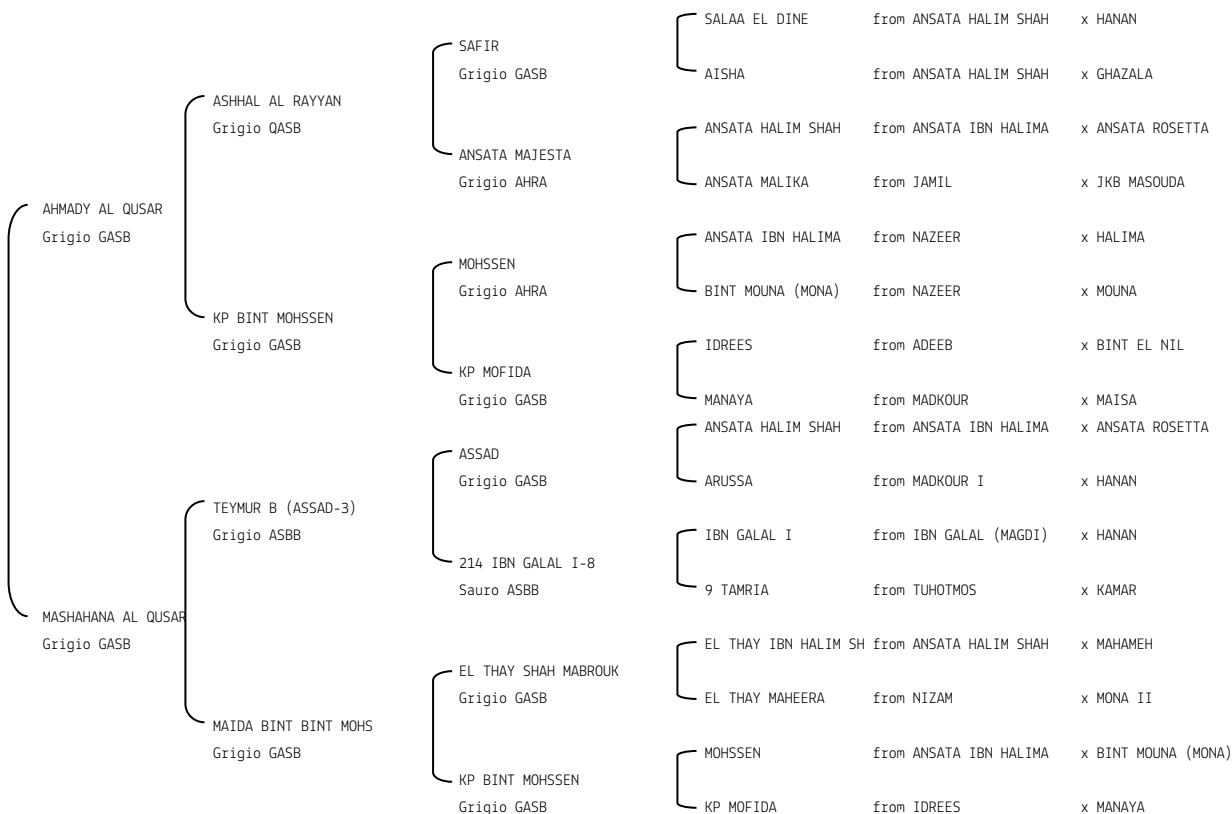 SALAA EL DINE from ANSATA HALIM SHAH x HANAN
SAFIR
Grigio GASB
AISHA from ANSATA HALIM SHAH x GHAZALA
ASHHAL AL RAYYAN
Grigio QASB
ANSATA HALIM SHAH from ANSATA IBN HALIMA x ANSATA ROSETTA
ANSATA MAJESTA
Grigio AHRA
ANSATA MALIKA from JAMIL x JKB MASOUDA
AHMADY AL QUSAR
Grigio GASB
ANSATA IBN HALIMA from NAZEER x HALIMA
MOHSSEN
Grigio AHRA
BINT MOUNA (MONA) from NAZEER x MOUNA
KP BINT MOHSSEN
Grigio GASB
IDREES from ADEEB x BINT EL NIL
KP MOFIDA
Grigio GASB
MANAYA from MADKOUR x MAISA
ANSATA HALIM SHAH from ANSATA IBN HALIMA x ANSATA ROSETTA
ASSAD
Grigio GASB
ARUSSA from MADKOUR I x HANAN
TEYMUR B (ASSAD-3)
Grigio ASBB
IBN GALAL I from IBN GALAL (MAGDI) x HANAN
214 IBN GALAL I-8
Sauro ASBB
9 TAMRIA from TUHOTMOS x KAMAR
MASHAHANA AL QUSAR
Grigio GASB
EL THAY IBN HALIM SH from ANSATA HALIM SHAH x MAHAMEH
EL THAY SHAH MABROUK
Grigio GASB
EL THAY MAHEERA from NIZAM x MONA II
MAIDA BINT BINT MOHS
Grigio GASB
MOHSSEN from ANSATA IBN HALIMA x BINT MOUNA (MONA)
KP BINT MOHSSEN
Grigio GASB
KP MOFIDA from IDREES x MANAYA